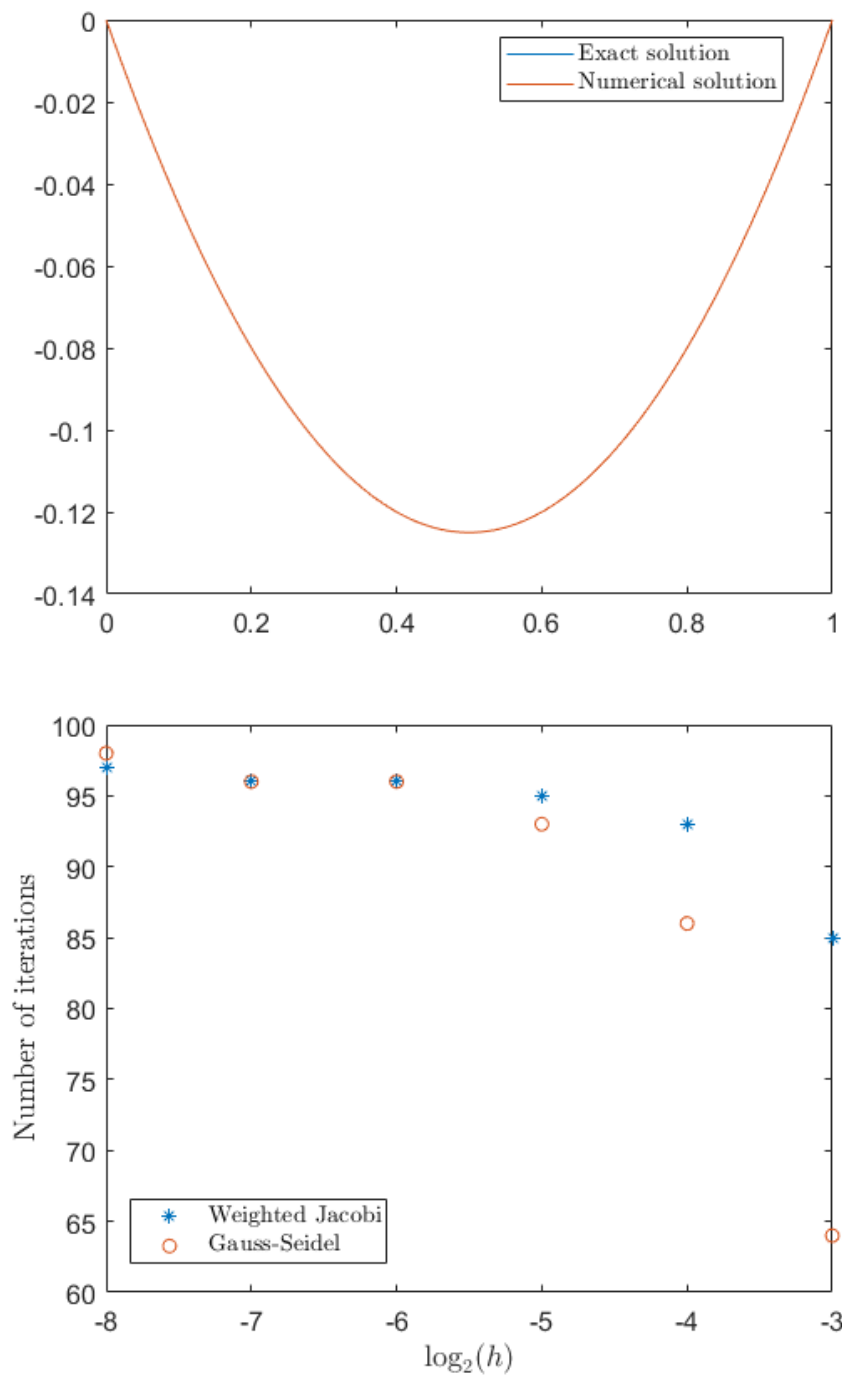 0
-0.02
-0.04
-0.06
-0.08
-0.1
-0.12
-0.14
0 0.2 0.4 0.6 0.8 1
Exact solution
Numerical solution
100
95
90
85
80
75
70
65
60
Number of iterations
-8 -7 -6 -5 -4 -3
log₂(h)
Weighted Jacobi
Gauss-Seidel